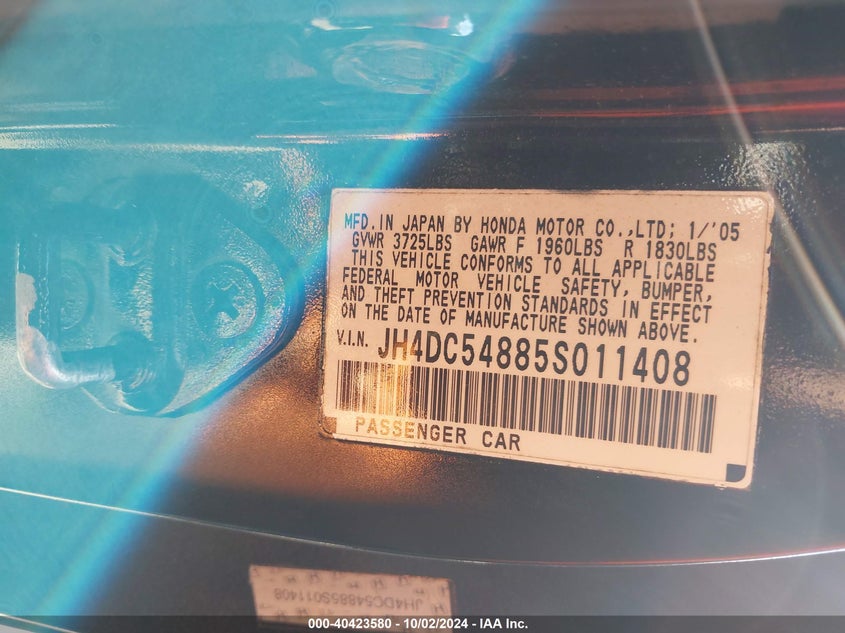 MFD.IN JAPAN BY HONDA MOTOR CO.,LTD; 1/'05
GVWR 3725LBS GAWR F 1960LBS R 1830LBS
THIS VEHICLE CONFORMS TO ALL APPLICABLE
FEDERAL MOTOR VEHICLE SAFETY, BUMPER,
AND THEFT PREVENTION STANDARDS IN EFFECT
ON THE DATE OF MANUFACTURE SHOWN ABOVE.
V.I.N. JH4DC54885S011408
PASSENGER CAR
JH4DC54885S011408
000-40423580 - 10/02/2024 - IAA Inc.